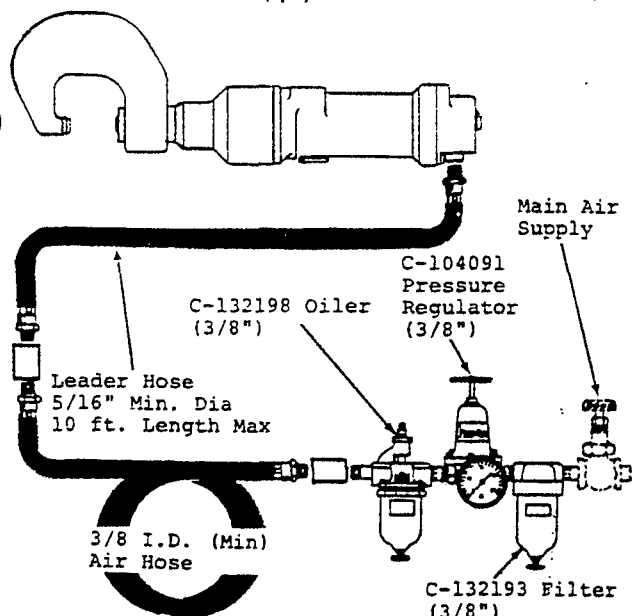 Main Air
Supply
C-104091
Pressure
Regulator
(3/8")
C-132198 Oiler
(3/8")
Leader Hose
5/16" Min. Dia
10 ft. Length Max
3/8 I.D. (Min)
Air Hose
C-132193 Filter
(3/8")